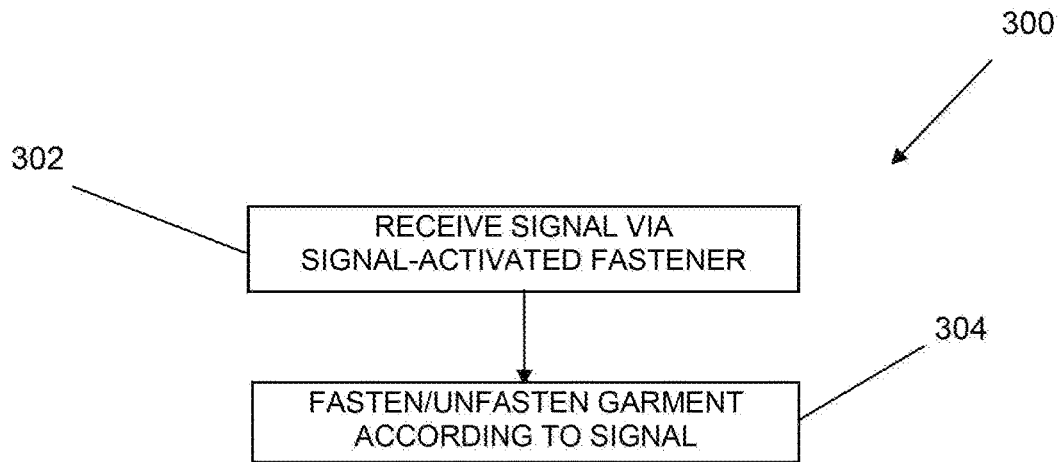 300
302
RECEIVE SIGNAL VIA
SIGNAL-ACTIVATED FASTENER
304
FASTEN/UNFASTEN GARMENT
ACCORDING TO SIGNAL